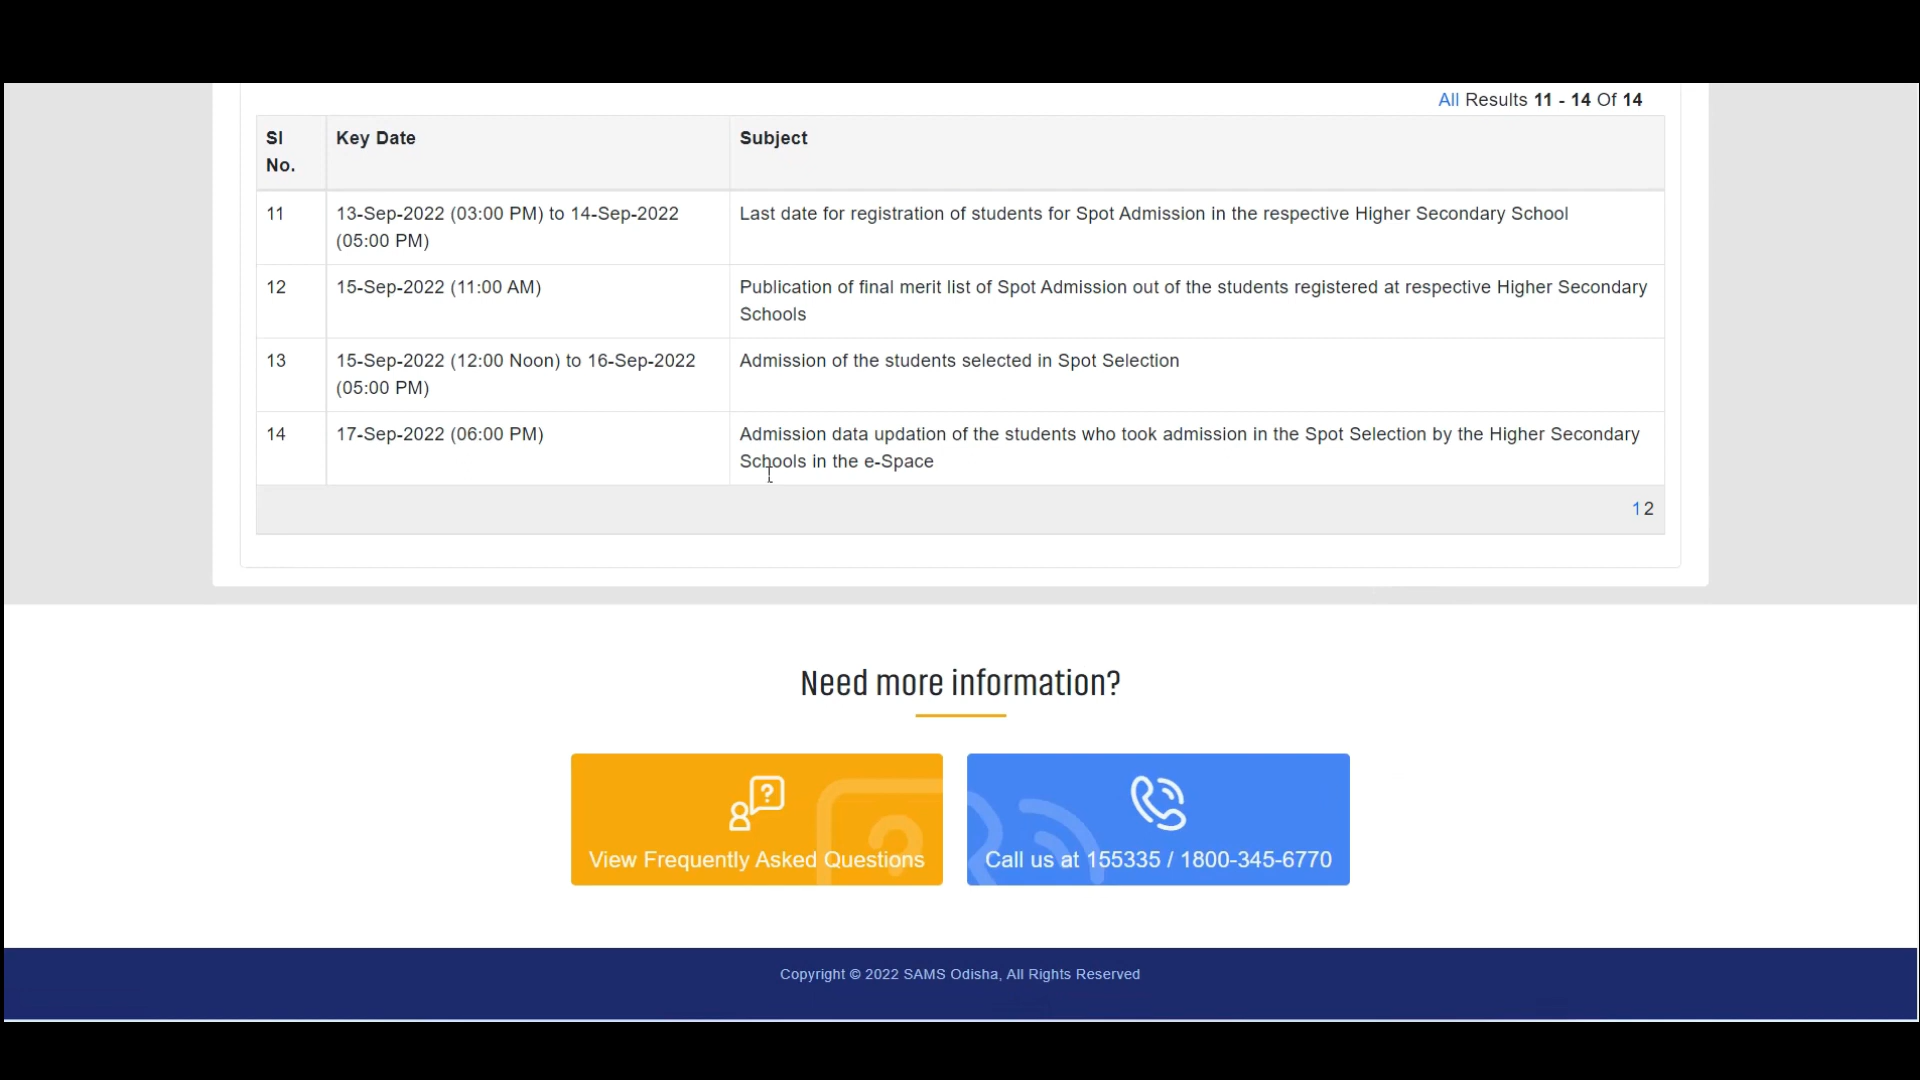 All Results 11 - 14 Of 14
Sl
No.
Key Date
Subject
11
13-Sep-2022 (03:00 PM) to 14-Sep-2022
(05:00 PM)
Last date for registration of students for Spot Admission in the respective Higher Secondary School
12
15-Sep-2022 (11:00 AM)
Publication of final merit list of Spot Admission out of the students registered at respective Higher Secondary
Schools
13
15-Sep-2022 (12:00 Noon) to 16-Sep-2022
(05:00 PM)
Admission of the students selected in Spot Selection
14
17-Sep-2022 (06:00 PM)
Admission data updation of the students who took admission in the Spot Selection by the Higher Secondary
Schools in the e-Space
1 2
Need more information?
View Frequently Asked Questions
Call us at 155335 / 1800-345-6770
Copyright © 2022 SAMS Odisha, All Rights Reserved